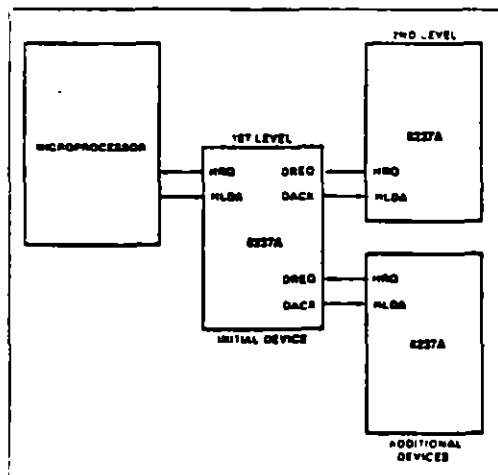 MICROPROCESSOR
1ST LEVEL
HRQ
HLDA
DREQ
DACK
8237A
DREQ
DACK
INITIAL DEVICE
2ND LEVEL
8237A
HRQ
HLDA
HRQ
HLDA
8237A
ADDITIONAL
DEVICES